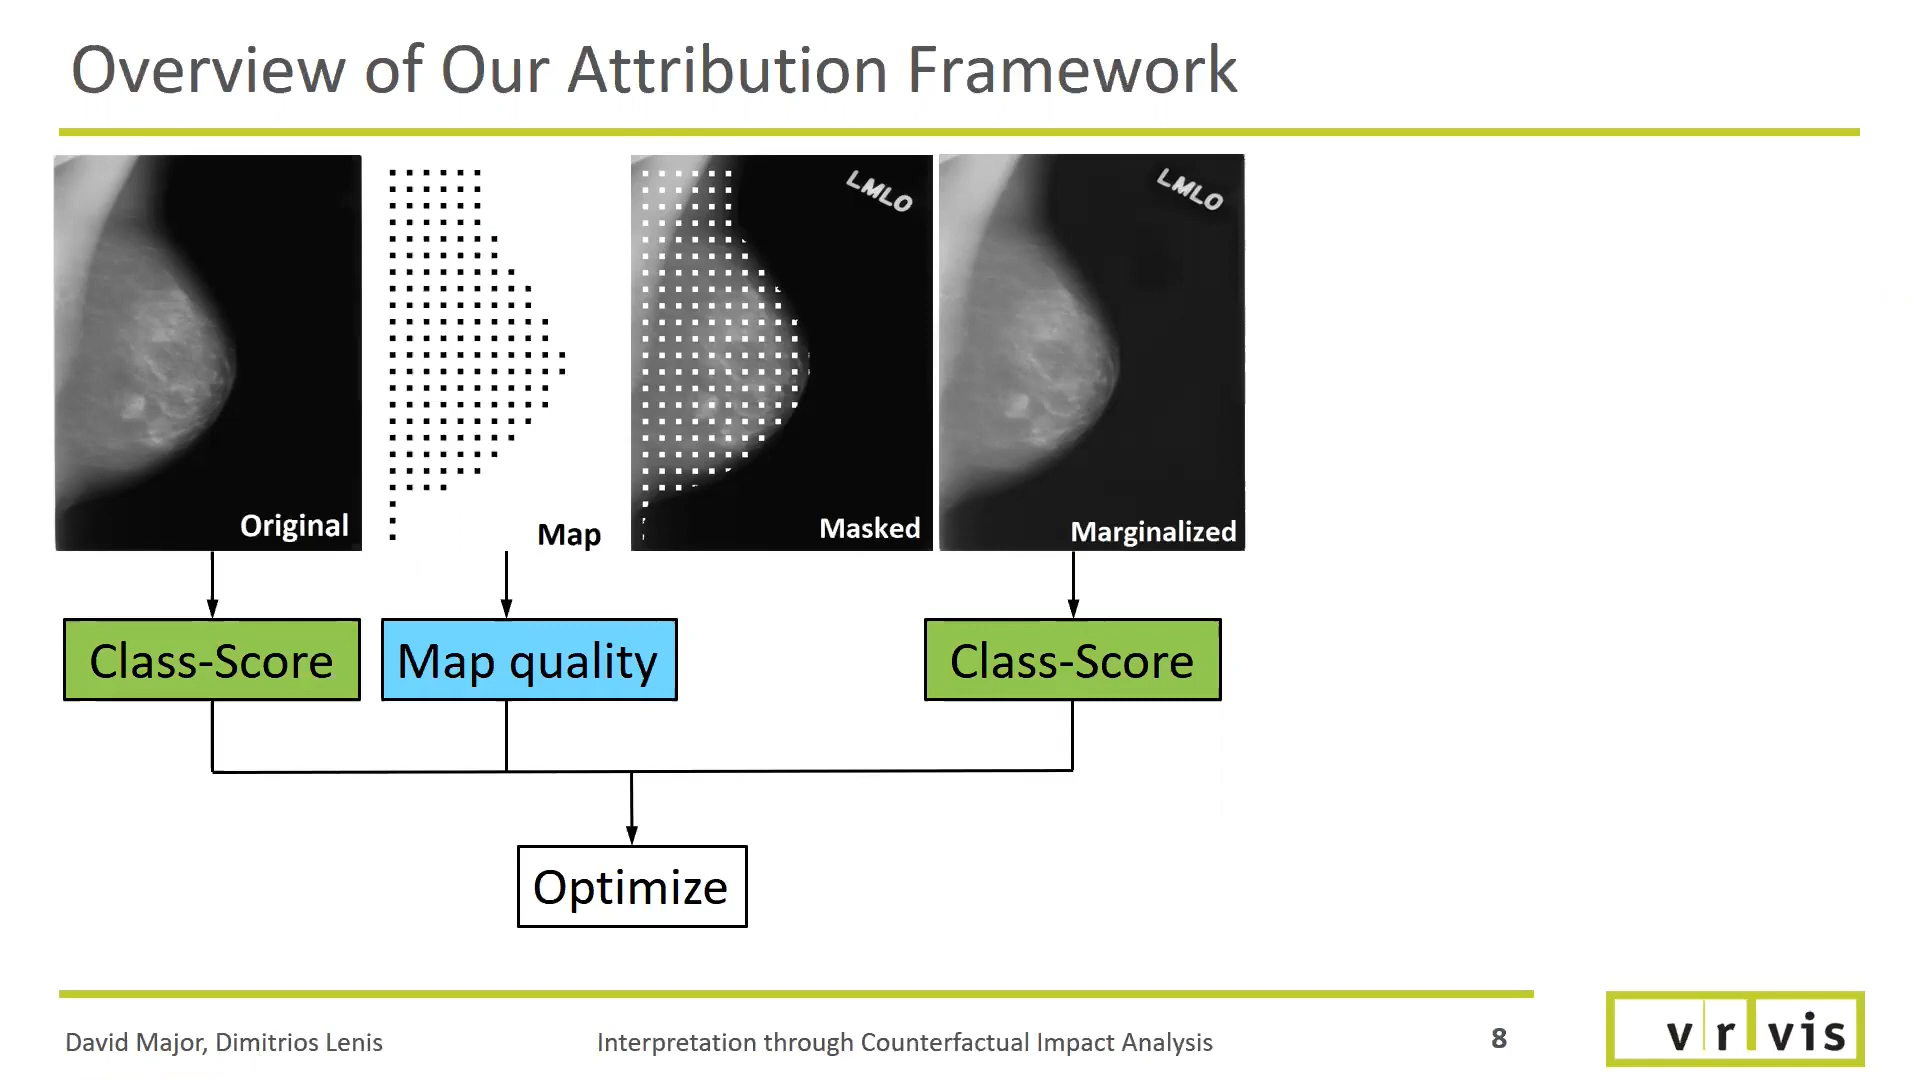 Overview of Our Attribution Framework
LMLO
LMLO
Original
Map
Masked
Marginalized
Class-Score
Map quality
Class-Score
Optimize
David Major, Dimitrios Lenis
Interpretation through Counterfactual Impact Analysis
8
vrvis